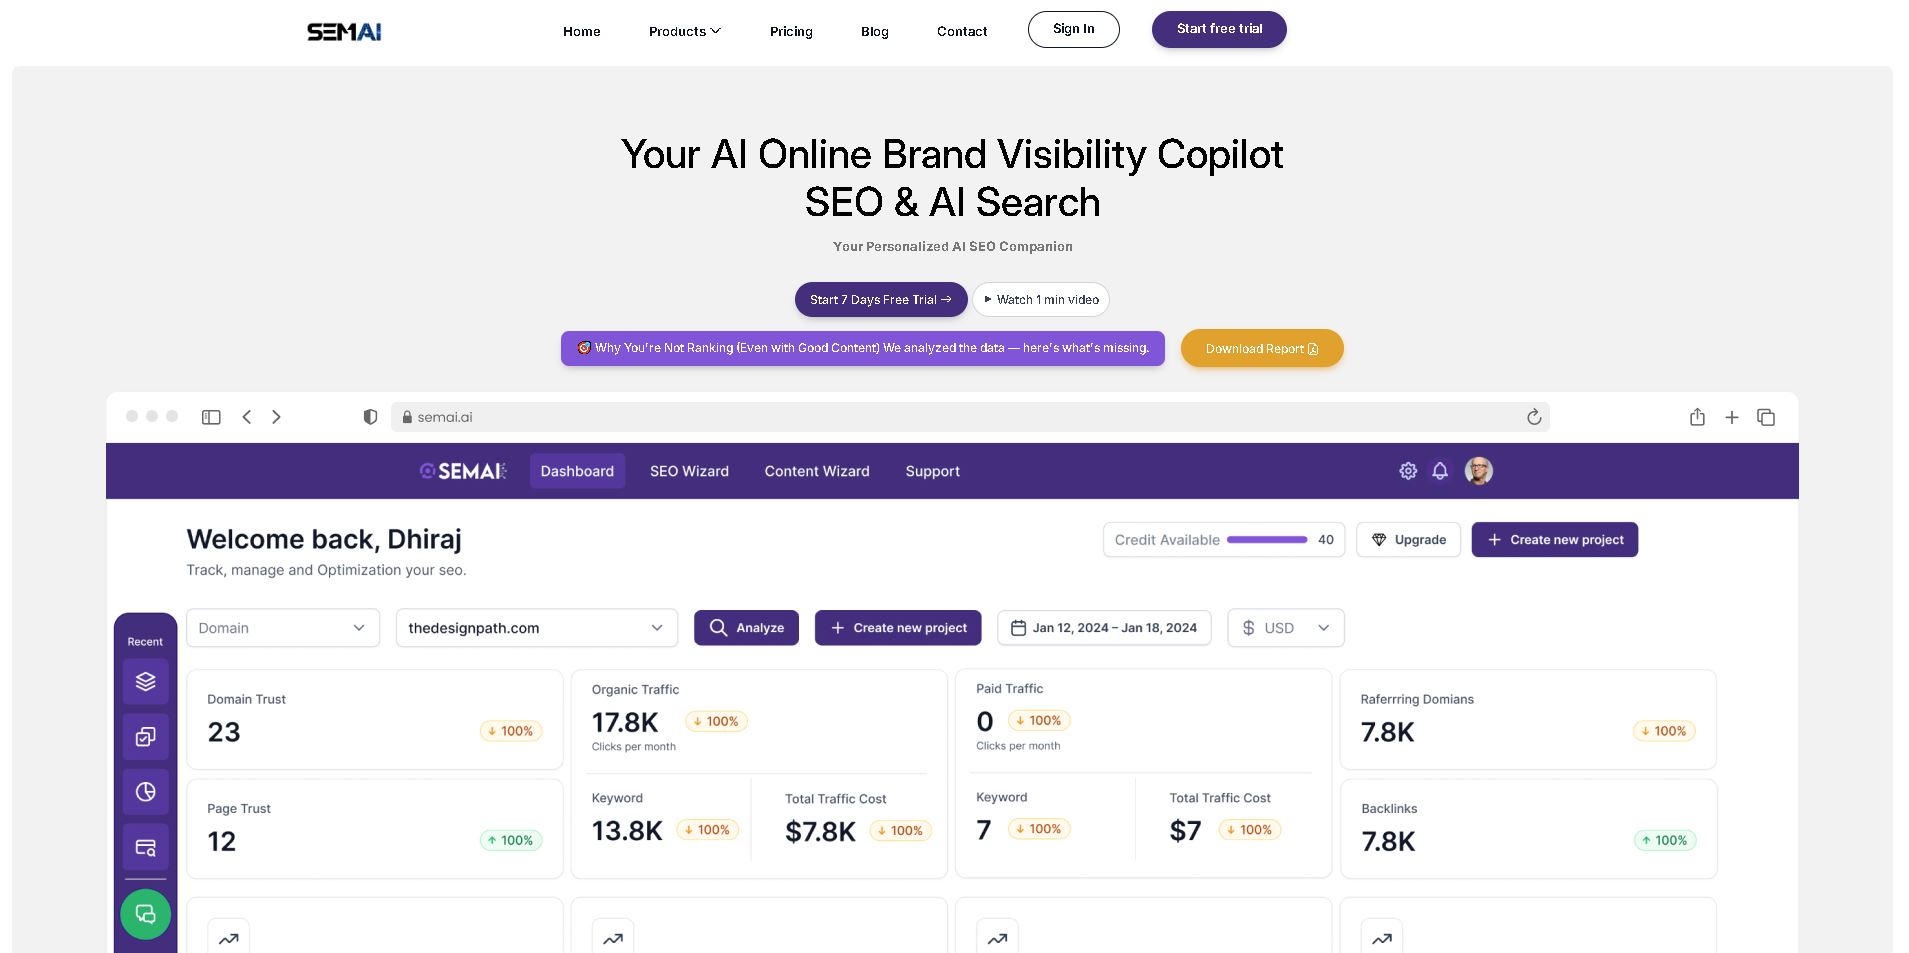 SEMAI
Home
Products
Pricing
Blog
Contact
Sign In
Start free trial
Your AI Online Brand Visibility Copilot
SEO & AI Search
Your Personalized AI SEO Companion
Start 7 Days Free Trial →
Watch 1 min video
🎯 Why You're Not Ranking (Even with Good Content) We analyzed the data — here's what's missing.
Download Report
semai.ai
SEMAI
Dashboard
SEO Wizard
Content Wizard
Support
Welcome back, Dhiraj
Track, manage and Optimization your seo.
Credit Available
40
Upgrade
+ Create new project
Recent
Domain
thedesignpath.com
Analyze
+ Create new project
Jan 12, 2024 – Jan 18, 2024
$ USD
Domain Trust
23
↓ 100%
Organic Traffic
17.8K ↓ 100%
Clicks per month
Paid Traffic
0 ↓ 100%
Clicks per month
Raferrring Domians
7.8K
↓ 100%
Page Trust
12
↑ 100%
Keyword
13.8K ↓ 100%
Total Traffic Cost
$7.8K ↓ 100%
Keyword
7 ↓ 100%
Total Traffic Cost
$7 ↓ 100%
Backlinks
7.8K
↑ 100%